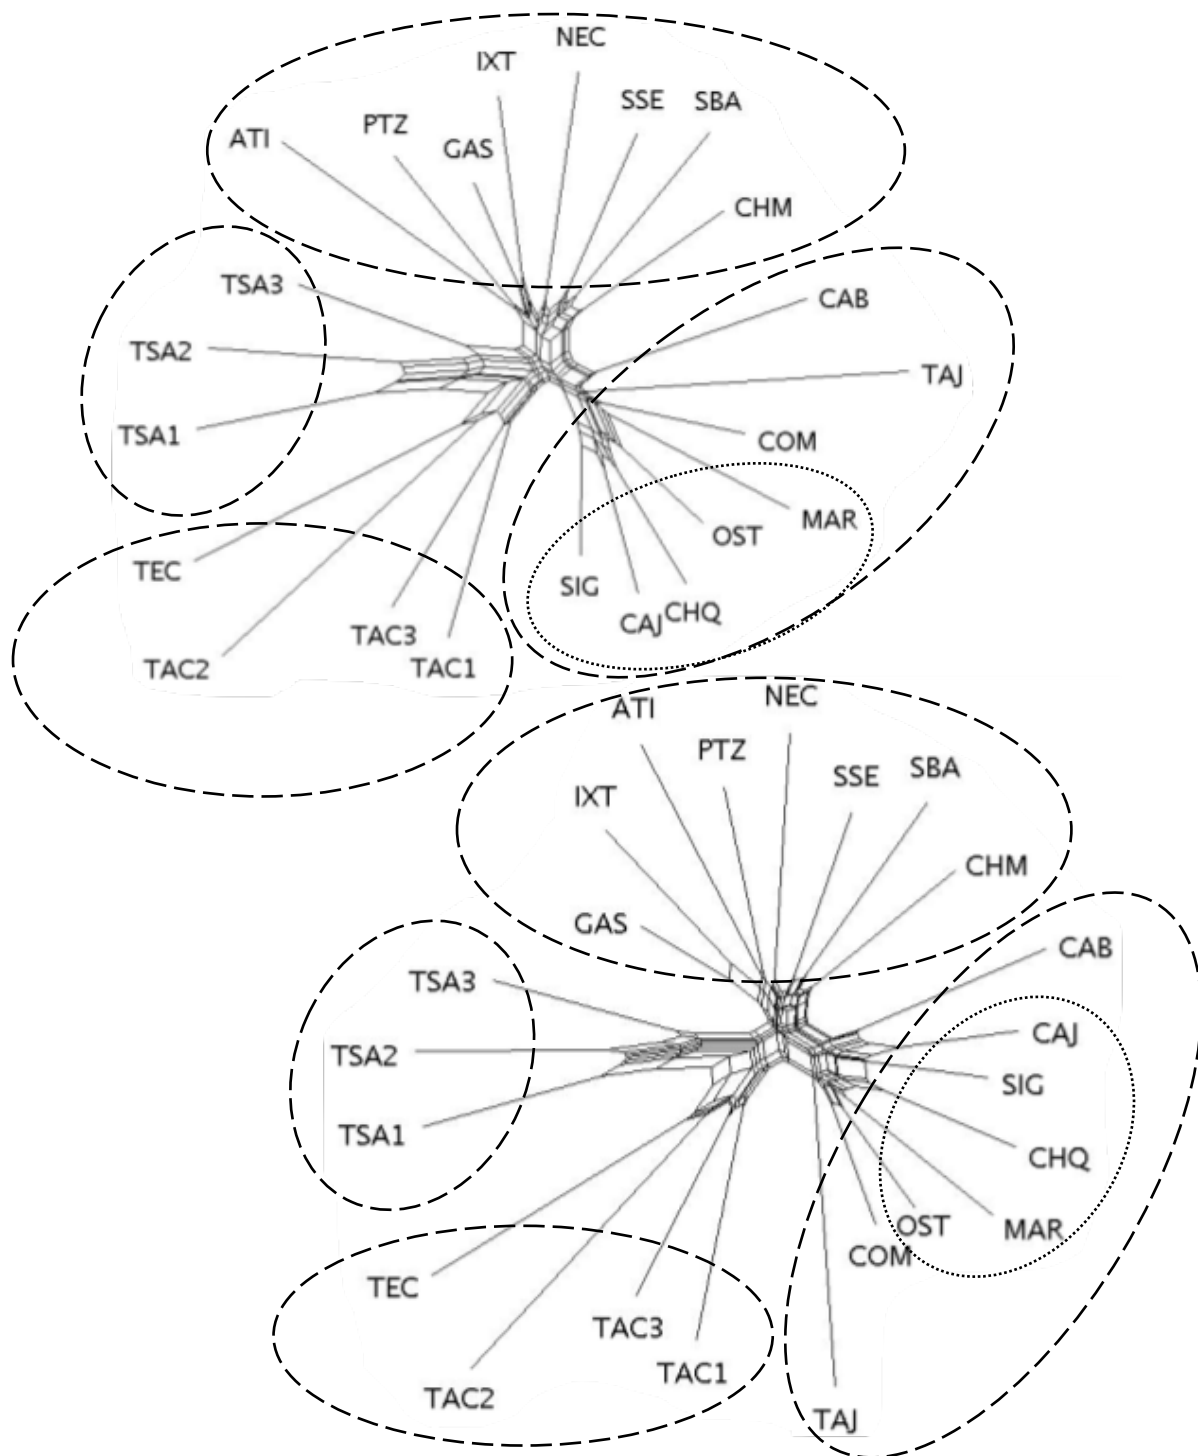 NEC
IXT
SSE SBA
PTZ
ATI
GAS
CHM
TSA3
CAB
TSA2
TAJ
TSA1
COM
MAR
OST
TEC
SIG
CAJ CHQ
TAC3
TAC2 TAC1
NEC
ATI
PTZ
SBA
SSE
IXT
CHM
GAS
CAB
TSA3
CAJ
TSA2
SIG
TSA1
CHQ
OST MAR
COM
TEC
TAC3
TAC1
TAC2
TAJ